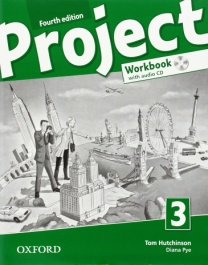 Fourth edition
Project
Workbook
with audio CD
3
Tom Hutchinson
Diana Pye
OXFORD